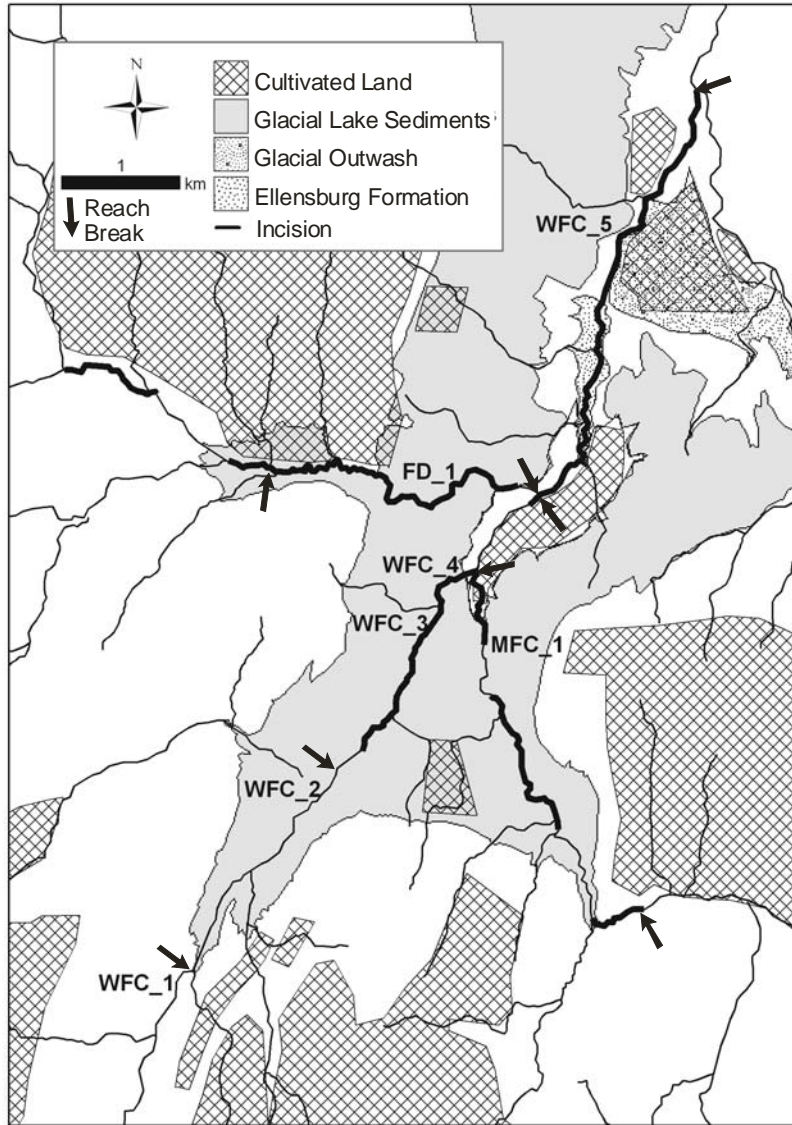 N
Cultivated Land
Glacial Lake Sediments
Glacial Outwash
1
km
Ellensburg Formation
Reach
Break
Incision
WFC_5
FD_1
WFC_4
WFC_3
MFC_1
WFC_2
WFC_1